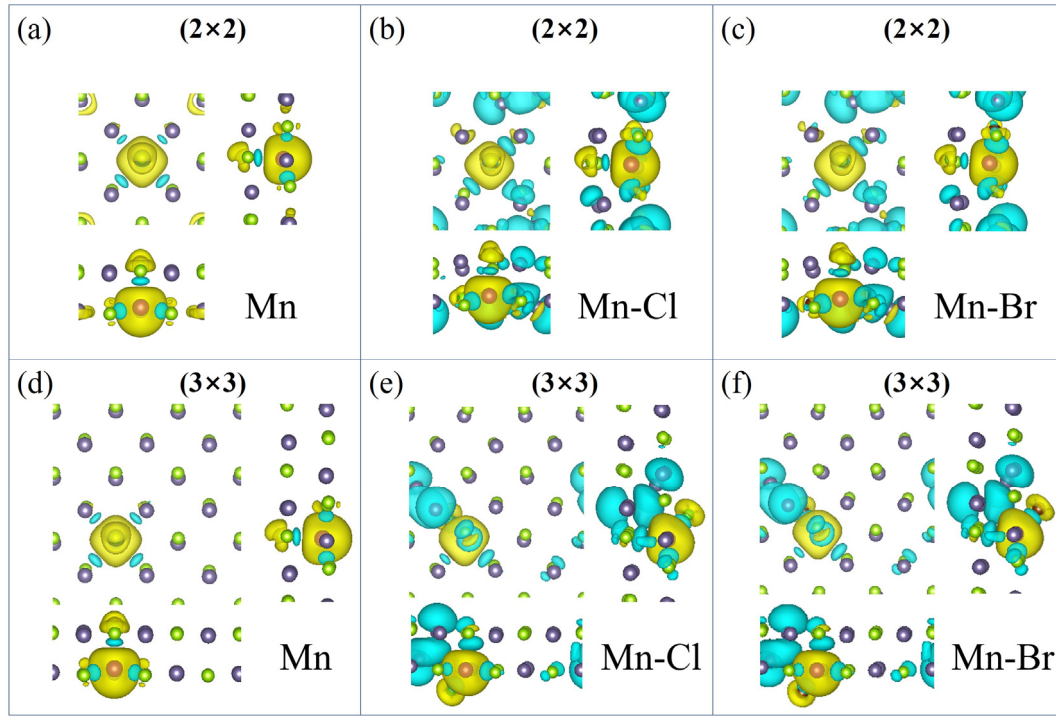 (a) (2×2)
Mn
(b) (2×2)
Mn-Cl
(c) (2×2)
Mn-Br
(d) (3×3)
Mn
(e) (3×3)
Mn-Cl
(f) (3×3)
Mn-Br